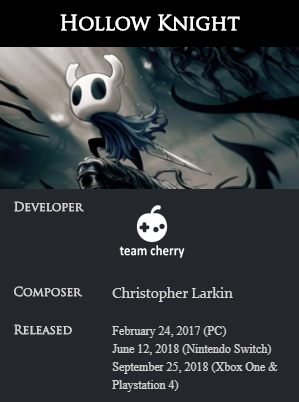 Hollow Knight
Developer
team cherry
Composer Christopher Larkin
Released February 24, 2017 (PC)
June 12, 2018 (Nintendo Switch)
September 25, 2018 (Xbox One &
Playstation 4)